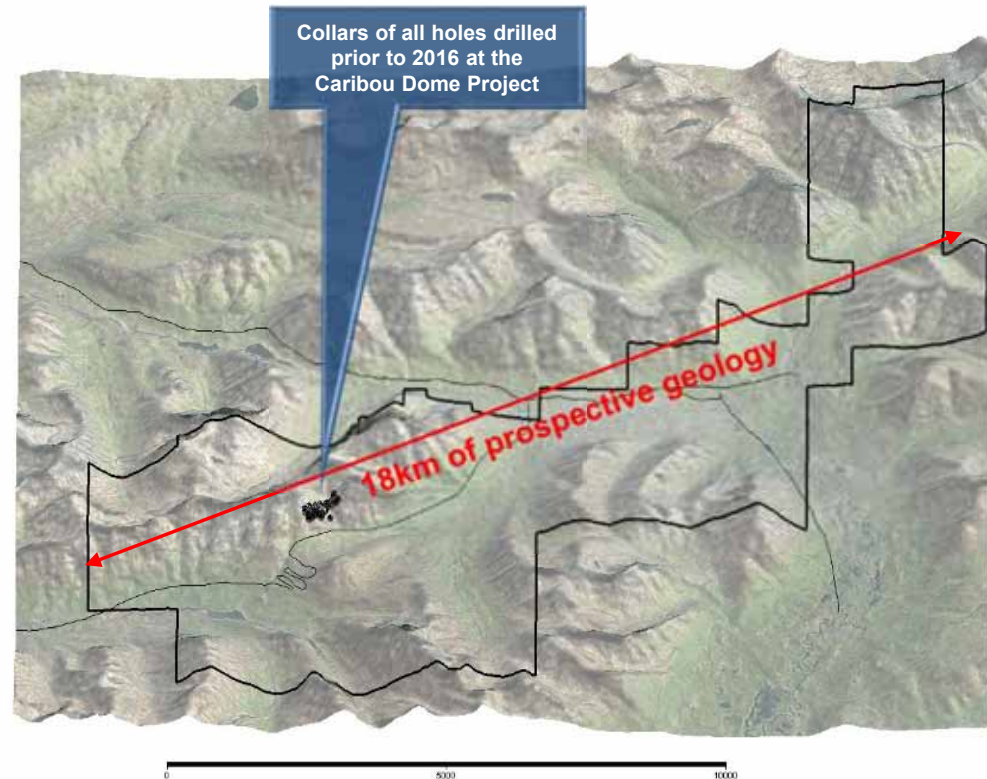 Collars of all holes drilled
prior to 2016 at the
Caribou Dome Project
18km of prospective geology
0
5000
10000